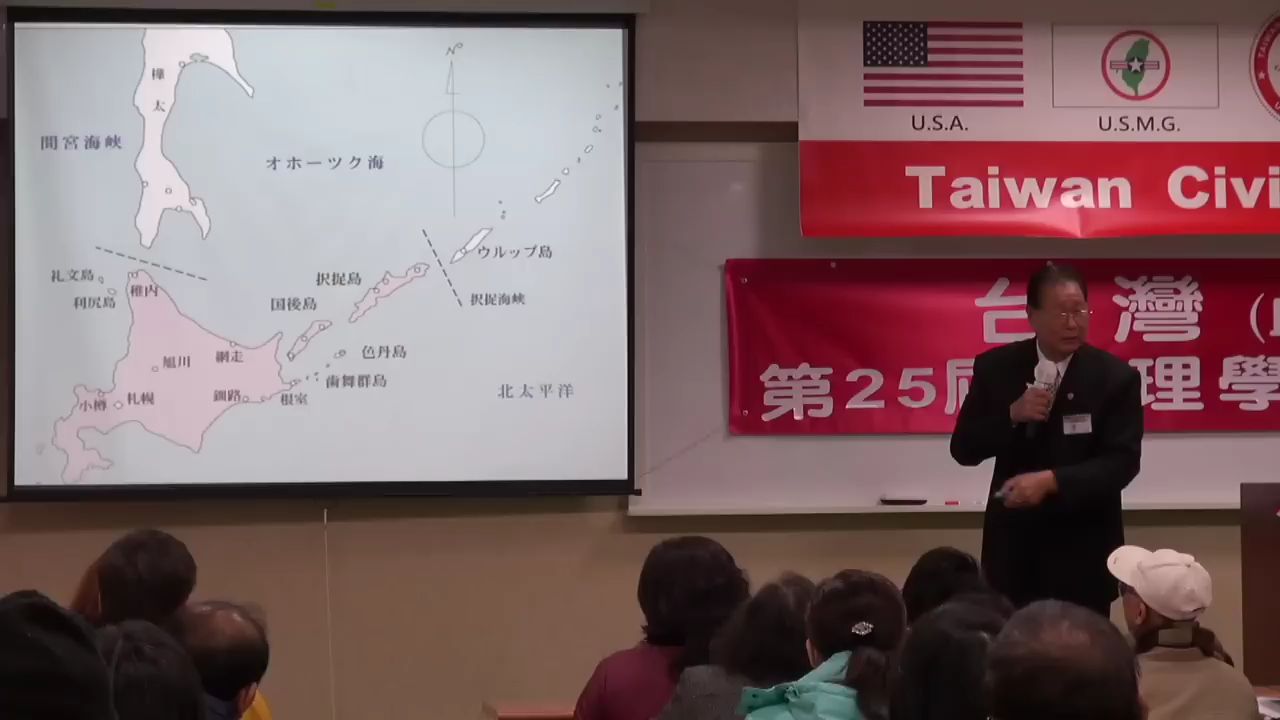 N°
樺太
間宮海峡
オホーツク海
ウルップ島
択捉海峡
択捉島
国後島
礼文島
利尻島
稚内
色丹島
歯舞群島
旭川
網走
釧路
根室
小樽
札幌
北太平洋
U.S.A.
U.S.M.G.
Taiwan Civi
台灣(
第25屆 理學